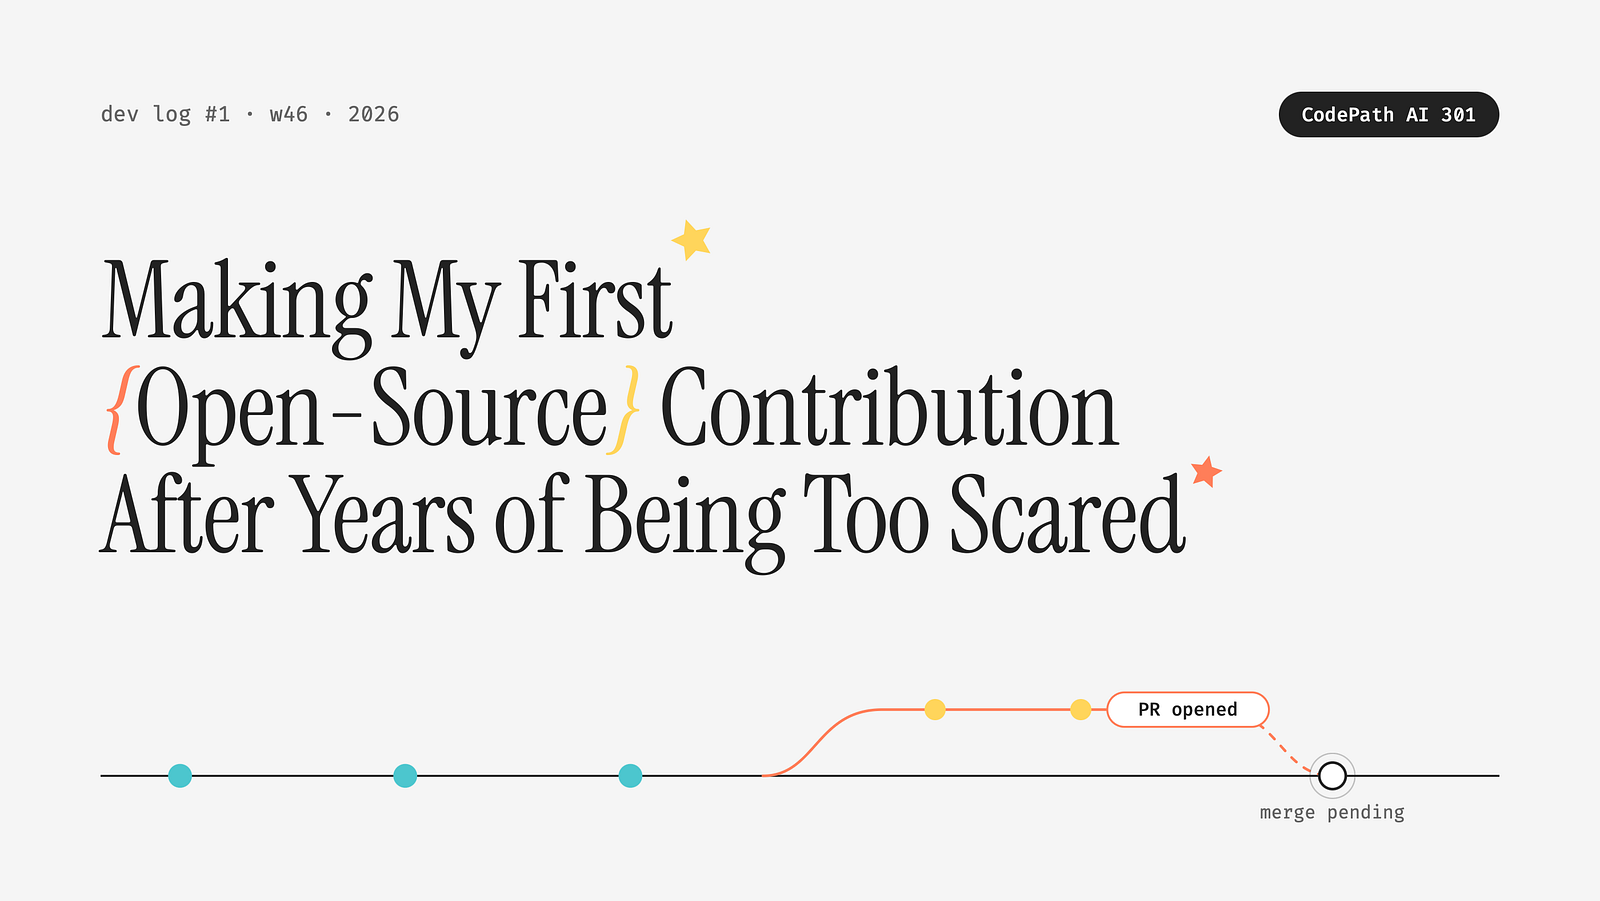 dev log #1 · w46 · 2026
CodePath AI 301
Making My First
{Open-Source} Contribution
After Years of Being Too Scared
PR opened
merge pending